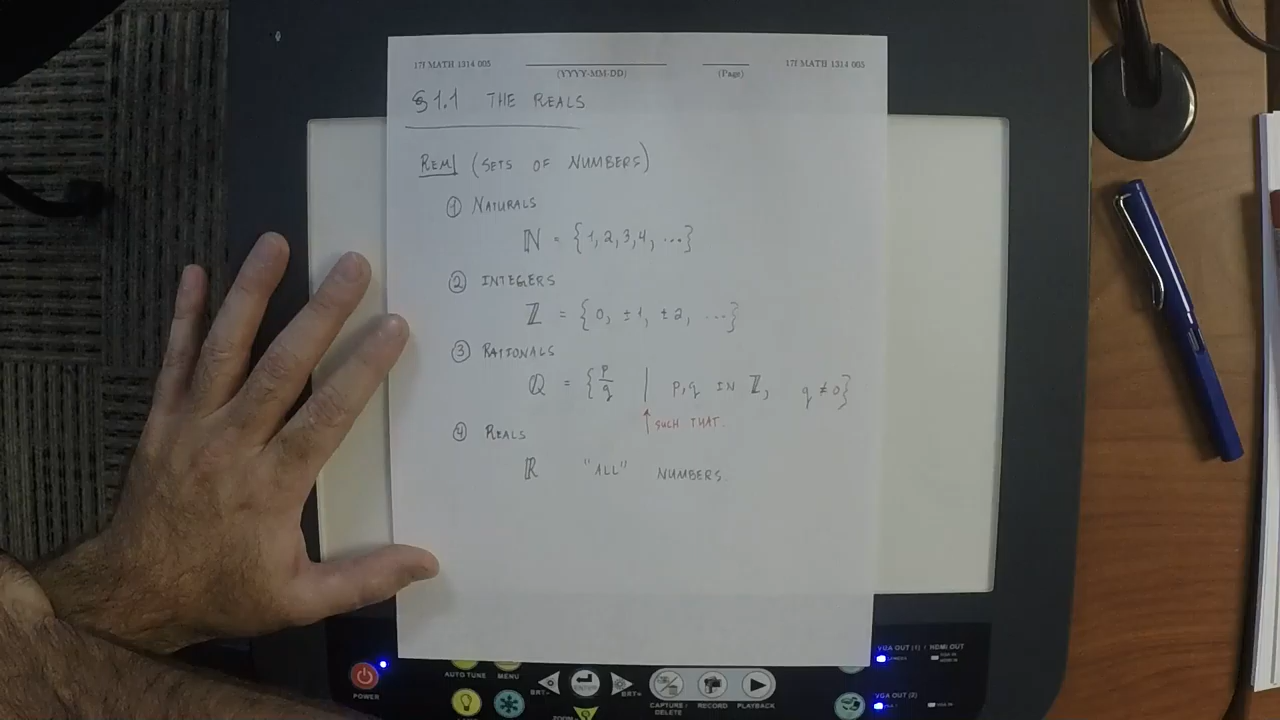 17F MATH 1314 005 (YYYY-MM-DD) (Page) 17F MATH 1314 005
§ 1.1 THE REALS
REM (SETS OF NUMBERS)
① NATURALS
ℕ = {1, 2, 3, 4, ...}
② INTEGERS
ℤ = {0, ±1, ±2, ...}
③ RATIONALS
ℚ = {p/q | p,q IN ℤ, q ≠ 0}
↑ SUCH THAT.
④ REALS
ℝ "ALL" NUMBERS.
VGA OUT (1) / HDMI OUT
POWER
AUTO TUNE MENU
BRT- BRT+
CAPTURE / DELETE RECORD PLAYBACK
VGA OUT (2)
ZOOM